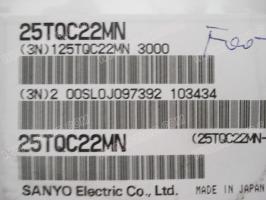 25TQC22MN
(3N)125TQC22MN 3000
(3N)2 00SL0J097392 103434
25TQC22MN (25TQC22MN-
SANYO Electric Co., Ltd. MADE IN JAPAN